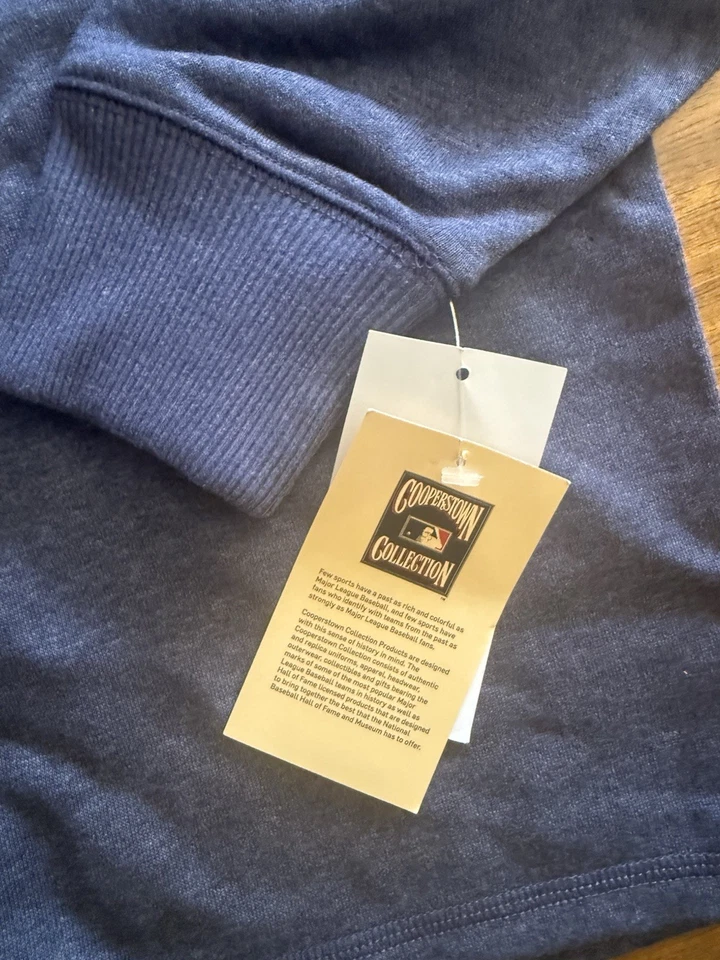 COOPERSTOWN
COLLECTION
™
Few sports have a past as rich and colorful as
Major League Baseball, and few sports have
fans who identify with teams from the past as
strongly as Major League Baseball fans.
Cooperstown Collection Products are designed
with this sense of history in mind. The
Cooperstown Collection consists of authentic
and replica uniforms, apparel, headwear,
outerwear, collectibles and gifts bearing the
marks of some of the most popular Major
League Baseball teams in history as well as
Hall of Fame licensed products that are designed
to bring together the best that the National
Baseball Hall of Fame and Museum has to offer.